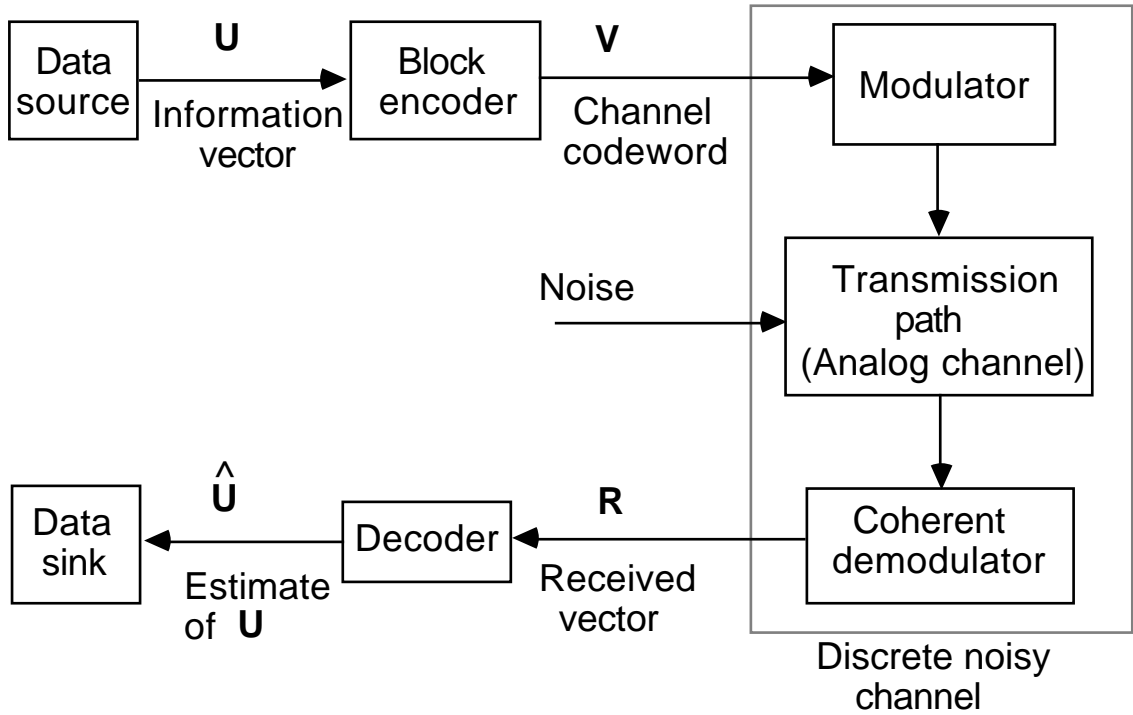 U
V
Data
source
Block
encoder
Modulator
Information
vector
Channel
codeword
Noise
Transmission
path
(Analog channel)
^
U
R
Data
sink
Decoder
Coherent
demodulator
Estimate
of U
Received
vector
Discrete noisy
channel